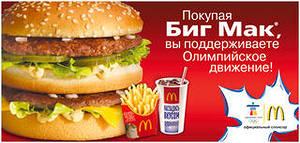 Покупая
Биг Мак®,
вы поддерживаете
Олимпийское
движение!
официальный спонсор